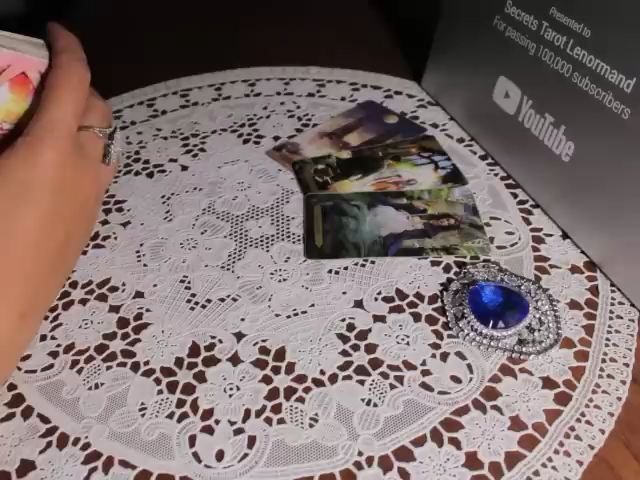 Presented to
Secrets Tarot Lenormand
For passing 100,000 subscribers
YouTube